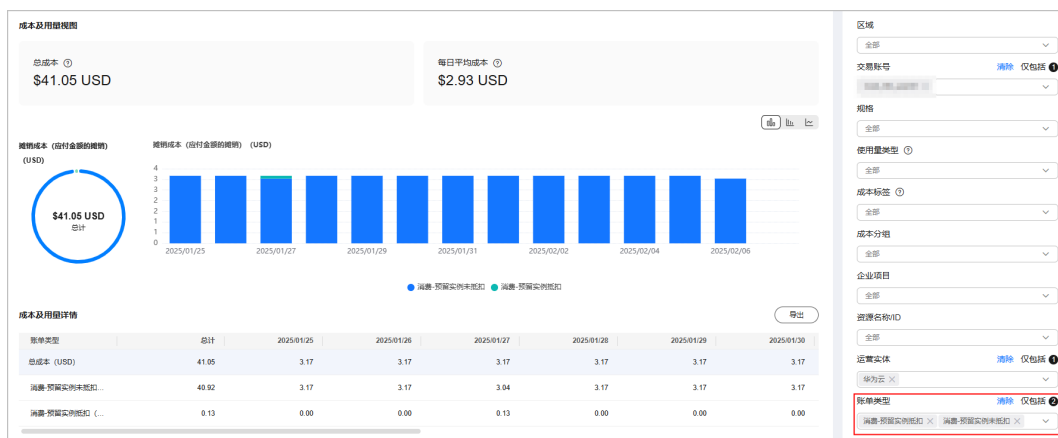 成本及用量视图
总成本
$41.05 USD
每日平均成本
$2.93 USD
摊销成本（应付金额的摊销）
(USD)
$41.05 USD
总计
摊销成本（应付金额的摊销） (USD)
4
3
3
2
2
1
1
0
2025/01/25
2025/01/27
2025/01/29
2025/01/31
2025/02/02
2025/02/04
2025/02/06
消费-预留实例未抵扣 消费-预留实例抵扣
成本及用量详情
导出
账单类型 总计 2025/01/25 2025/01/26 2025/01/27 2025/01/28 2025/01/29 2025/01/30
总成本 (USD) 41.05 3.17 3.17 3.17 3.17 3.17 3.17
消费-预留实例未抵扣... 40.92 3.17 3.17 3.04 3.17 3.17 3.17
消费-预留实例抵扣（... 0.13 0.00 0.00 0.13 0.00 0.00 0.00
区域
全部
交易账号 清除 仅包括 1
规格
全部
使用量类型
全部
成本标签
全部
成本分组
全部
企业项目
全部
资源名称/ID
全部
运营实体 清除 仅包括 1
华为云
账单类型 清除 仅包括 2
消费-预留实例抵扣 消费-预留实例未抵扣